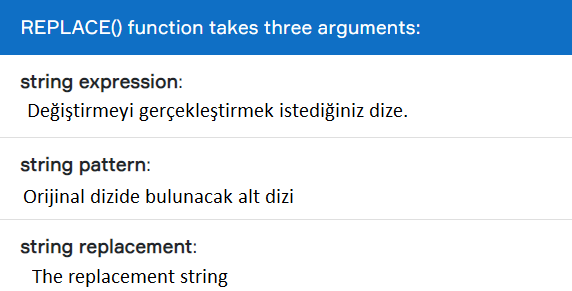 REPLACE() function takes three arguments:
string expression:
Değiştirmeyi gerçekleştirmek istediğiniz dize.
string pattern:
Orijinal dizide bulunacak alt dizi
string replacement:
The replacement string